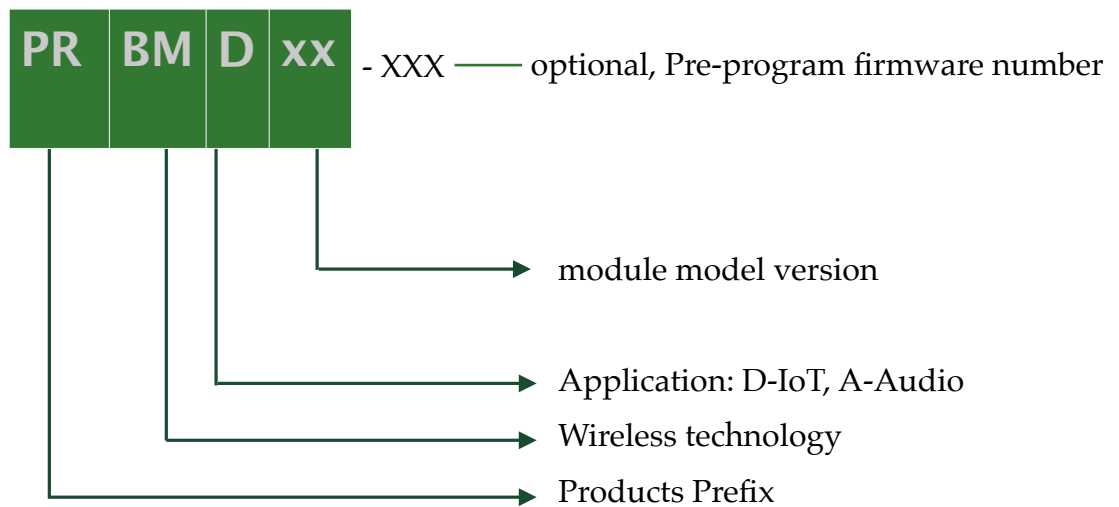 PR BM D xx - XXX optional, Pre-program firmware number
module model version
Application: D-IoT, A-Audio
Wireless technology
Products Prefix